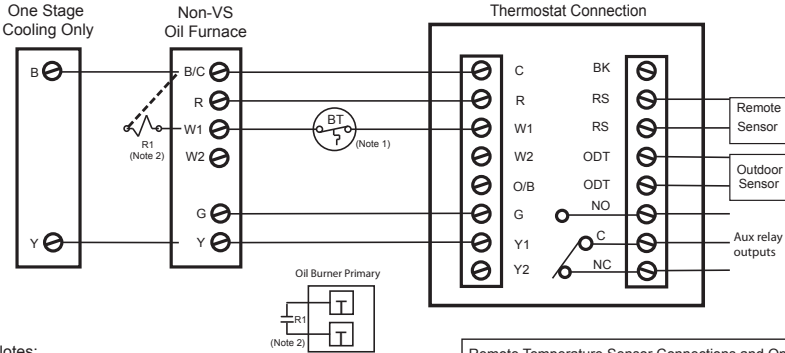 One Stage
Cooling Only
Non-VS
Oil Furnace
Thermostat Connection
B
Y
B/C
R
W1
W2
G
Y
R1
(Note 2)
BT
(Note 1)
C
R
W1
W2
O/B
G
Y1
Y2
BK
RS
RS
ODT
ODT
NO
C
NC
Remote
Sensor
Outdoor
Sensor
Aux relay
outputs
Oil Burner Primary
T
T
R1
(Note 2)
Notes:
Remote Temperature Sensor Connections and